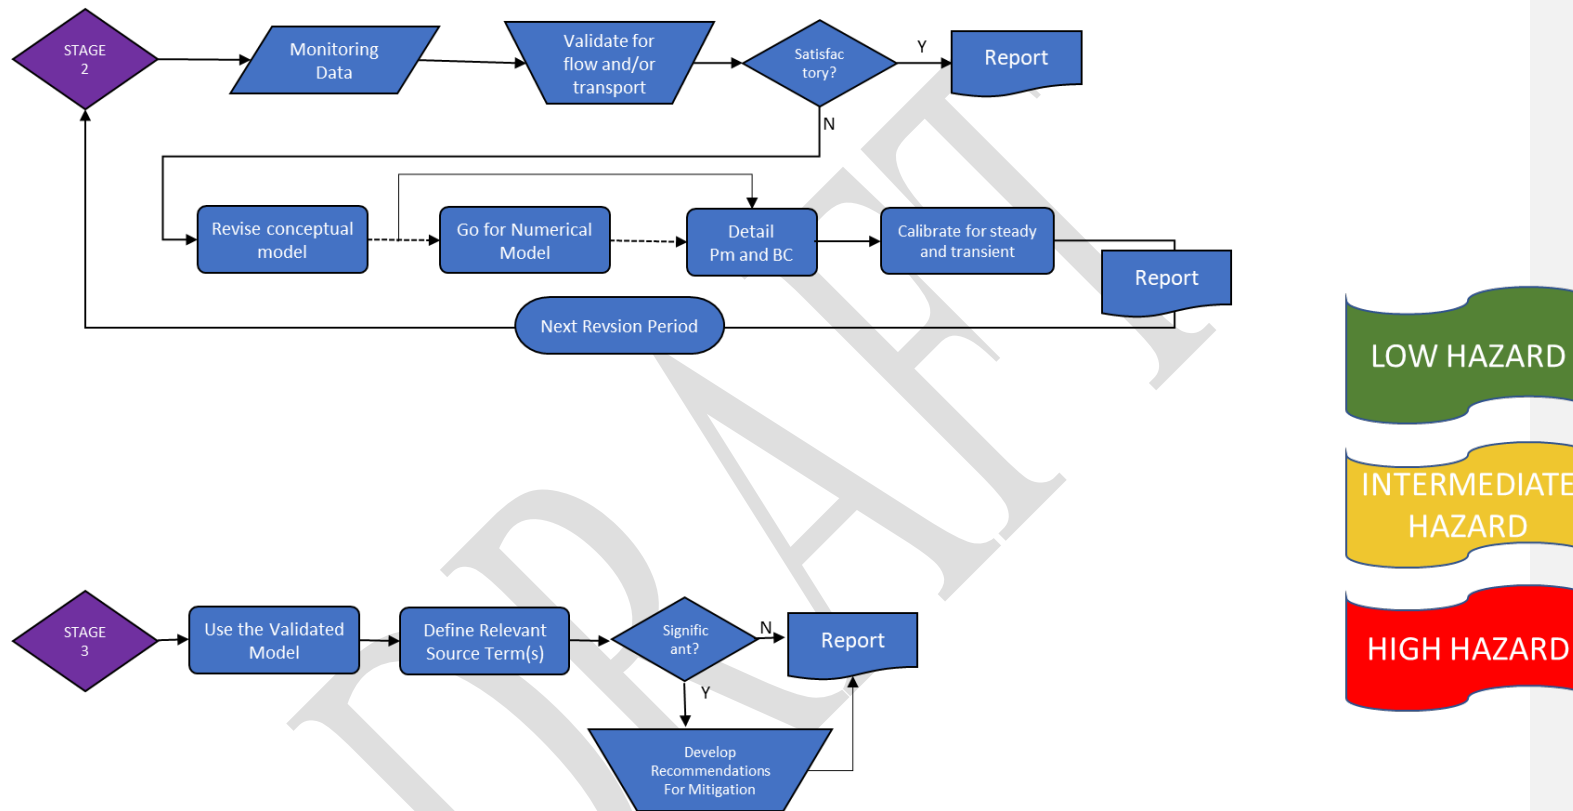 STAGE
2
Monitoring
Data
Validate for
flow and/or
transport
Satisfac
tory?
Y
Report
N
Revise conceptual
model
Go for Numerical
Model
Detail
Pm and BC
Calibrate for steady
and transient
Report
Next Revsion Period
LOW HAZARD
INTERMEDIATE
HAZARD
HIGH HAZARD
STAGE
3
Use the Validated
Model
Define Relevant
Source Term(s)
Signific
ant?
N
Report
Y
Develop
Recommendations
For Mitigation
DRAFT